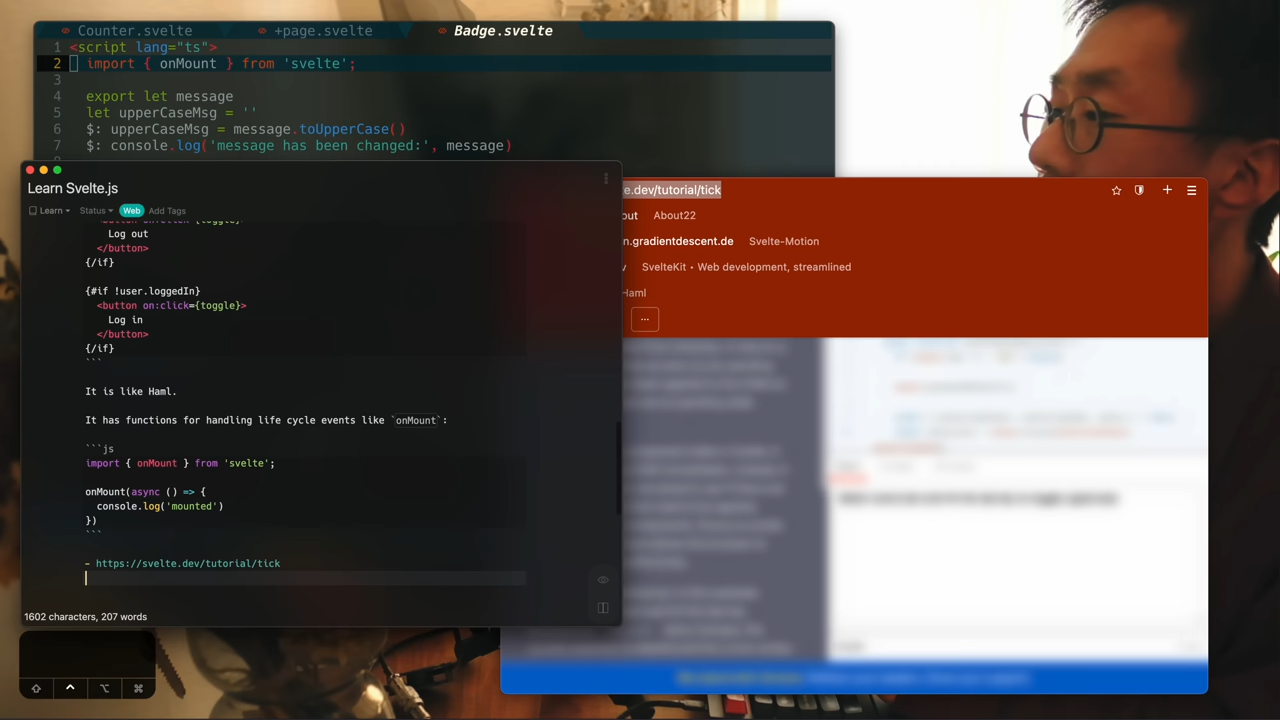 Counter.svelte
+page.svelte
Badge.svelte
1 <script lang="ts">
2 import { onMount } from 'svelte';
3
4 export let message
5 let upperCaseMsg = ''
6 $: upperCaseMsg = message.toUpperCase()
7 $: console.log('message has been changed:', message)
Learn Svelte.js
Learn Status Web Add Tags
Log out
</button>
{/if}
{#if !user.loggedIn}
<button on:click={toggle}>
Log in
</button>
{/if}
```
It is like Haml.
It has functions for handling life cycle events like `onMount`:
```js
import { onMount } from 'svelte';
onMount(async () => {
console.log('mounted')
})
```
- https://svelte.dev/tutorial/tick
1602 characters, 207 words
e.dev/tutorial/tick
out About22
n.gradientdescent.de Svelte-Motion
SvelteKit • Web development, streamlined
Haml
...